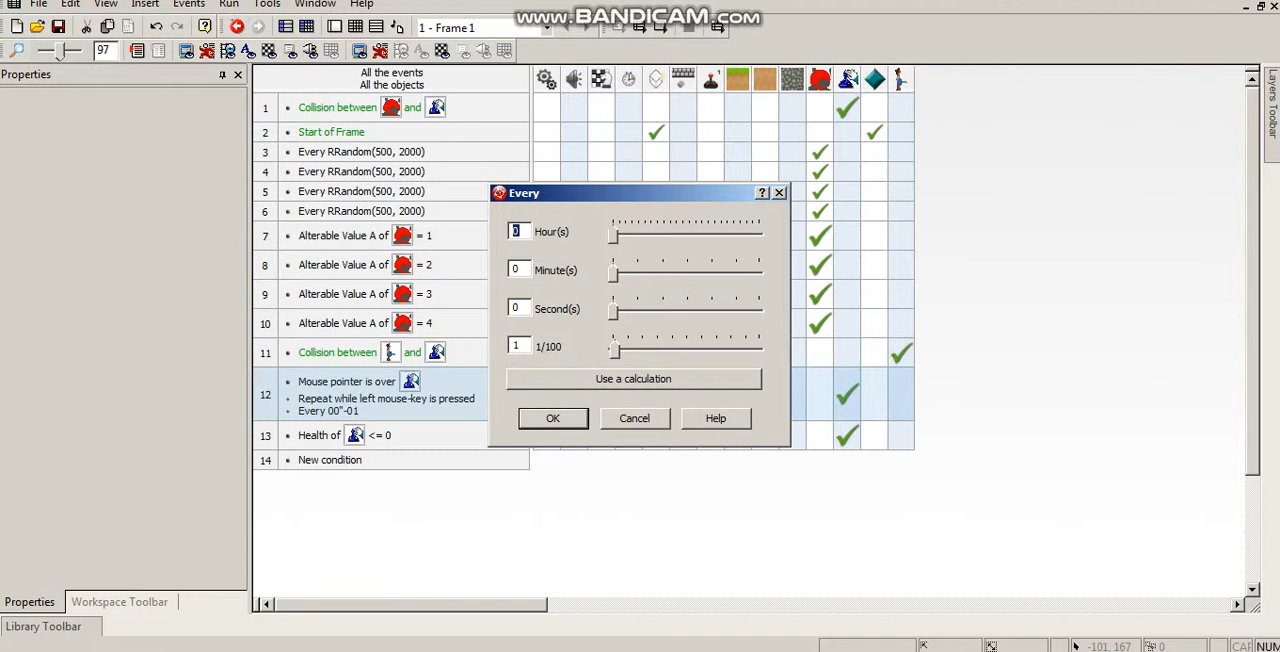 File Edit View Insert Events Run Tools Window Help
www.BANDICAM.com
1 - Frame 1
97
Properties
All the events
All the objects
1 • Collision between and
2 • Start of Frame
3 • Every RRandom(500, 2000)
4 • Every RRandom(500, 2000)
5 • Every RRandom(500, 2000)
6 • Every RRandom(500, 2000)
7 • Alterable Value A of = 1
8 • Alterable Value A of = 2
9 • Alterable Value A of = 3
10 • Alterable Value A of = 4
11 • Collision between and
12 • Mouse pointer is over
• Repeat while left mouse-key is pressed
• Every 00"-01
13 • Health of <= 0
14 • New condition
Every
0 Hour(s)
0 Minute(s)
0 Second(s)
1 1/100
Use a calculation
OK Cancel Help
Layers Toolbar
Properties Workspace Toolbar
Library Toolbar
-101, 167 0 CAP NUM